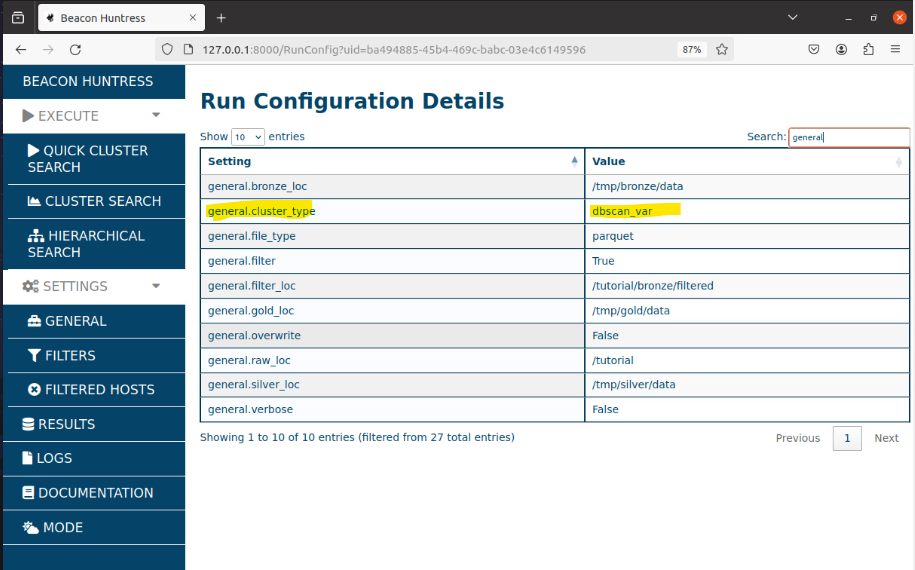 Beacon Huntress
127.0.0.1:8000/RunConfig?uid=ba494885-45b4-469c-babc-03e4c6149596 87%
BEACON HUNTRESS
EXECUTE
QUICK CLUSTER
SEARCH
CLUSTER SEARCH
HIERARCHICAL
SEARCH
SETTINGS
GENERAL
FILTERS
FILTERED HOSTS
RESULTS
LOGS
DOCUMENTATION
MODE
Run Configuration Details
Show 10 entries Search: general
Setting Value
general.bronze_loc /tmp/bronze/data
general.cluster_type dbscan_var
general.file_type parquet
general.filter True
general.filter_loc /tutorial/bronze/filtered
general.gold_loc /tmp/gold/data
general.overwrite False
general.raw_loc /tutorial
general.silver_loc /tmp/silver/data
general.verbose False
Showing 1 to 10 of 10 entries (filtered from 27 total entries) Previous 1 Next